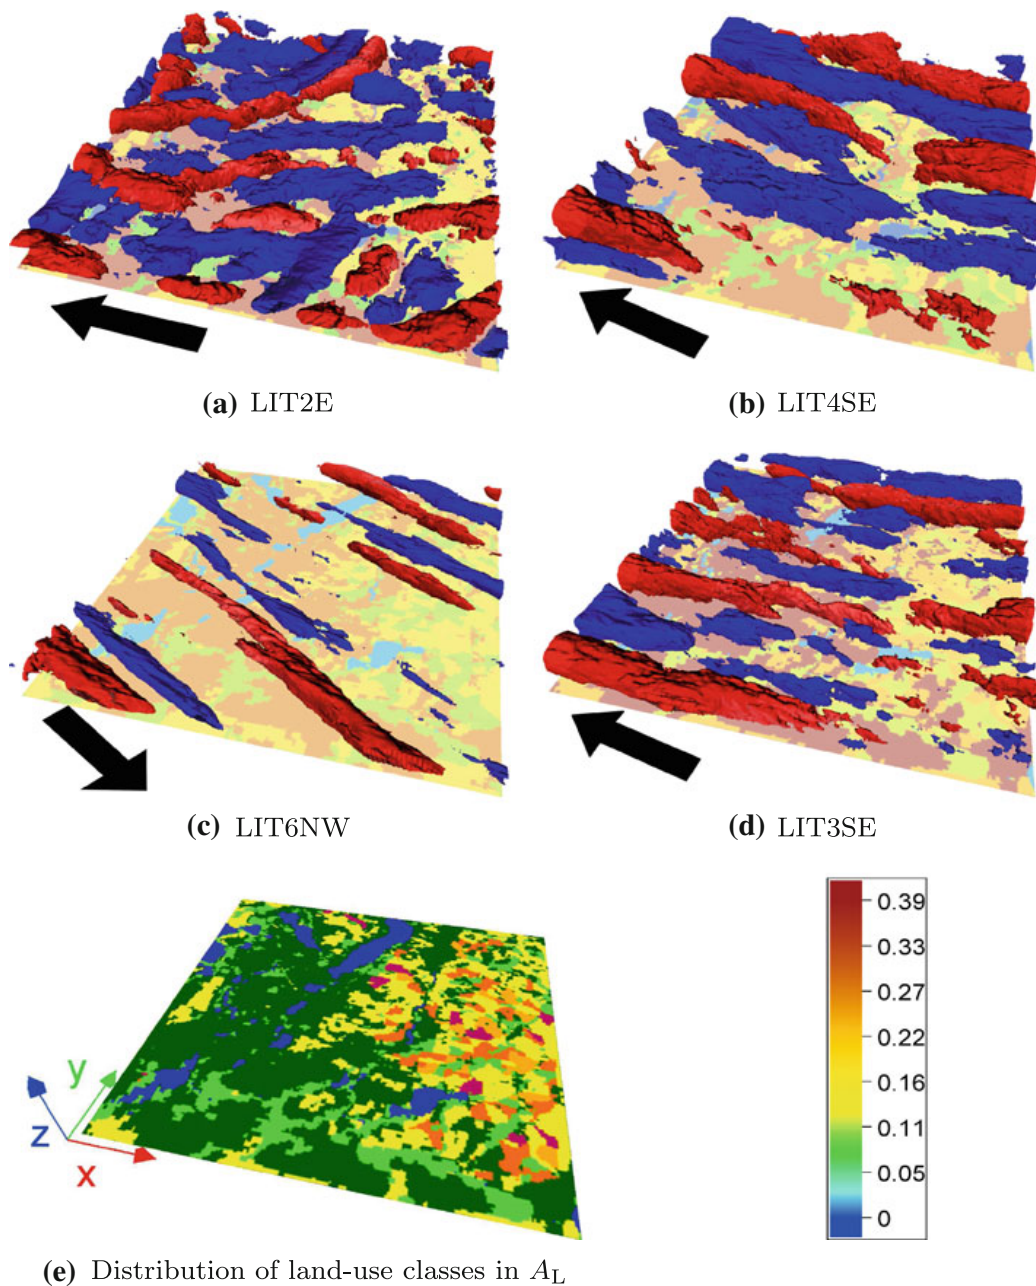 (a) LIT2E
(b) LIT4SE
(c) LIT6NW
(d) LIT3SE
y
z
x
0.39
0.33
0.27
0.22
0.16
0.11
0.05
0
(e) Distribution of land-use classes in A_L